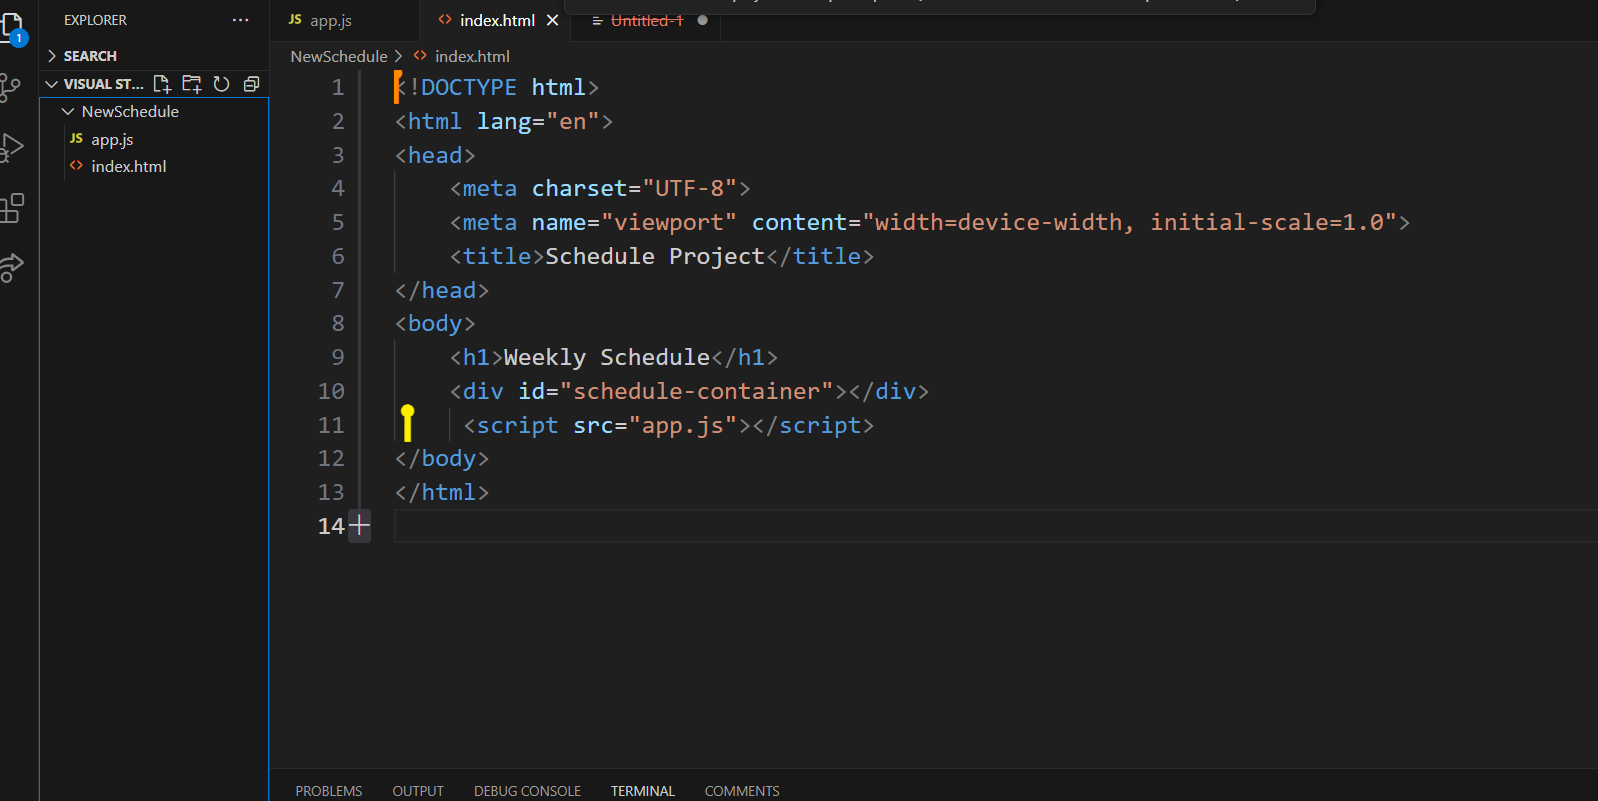 EXPLORER ...
SEARCH
VISUAL ST...
NewSchedule
JS app.js
<> index.html
1
JS app.js
<> index.html ×
Untitled-1
NewSchedule > <> index.html
1 <!DOCTYPE html>
2 <html lang="en">
3 <head>
4     <meta charset="UTF-8">
5     <meta name="viewport" content="width=device-width, initial-scale=1.0">
6     <title>Schedule Project</title>
7 </head>
8 <body>
9     <h1>Weekly Schedule</h1>
10     <div id="schedule-container"></div>
11      <script src="app.js"></script>
12 </body>
13 </html>
14
PROBLEMS OUTPUT DEBUG CONSOLE TERMINAL COMMENTS